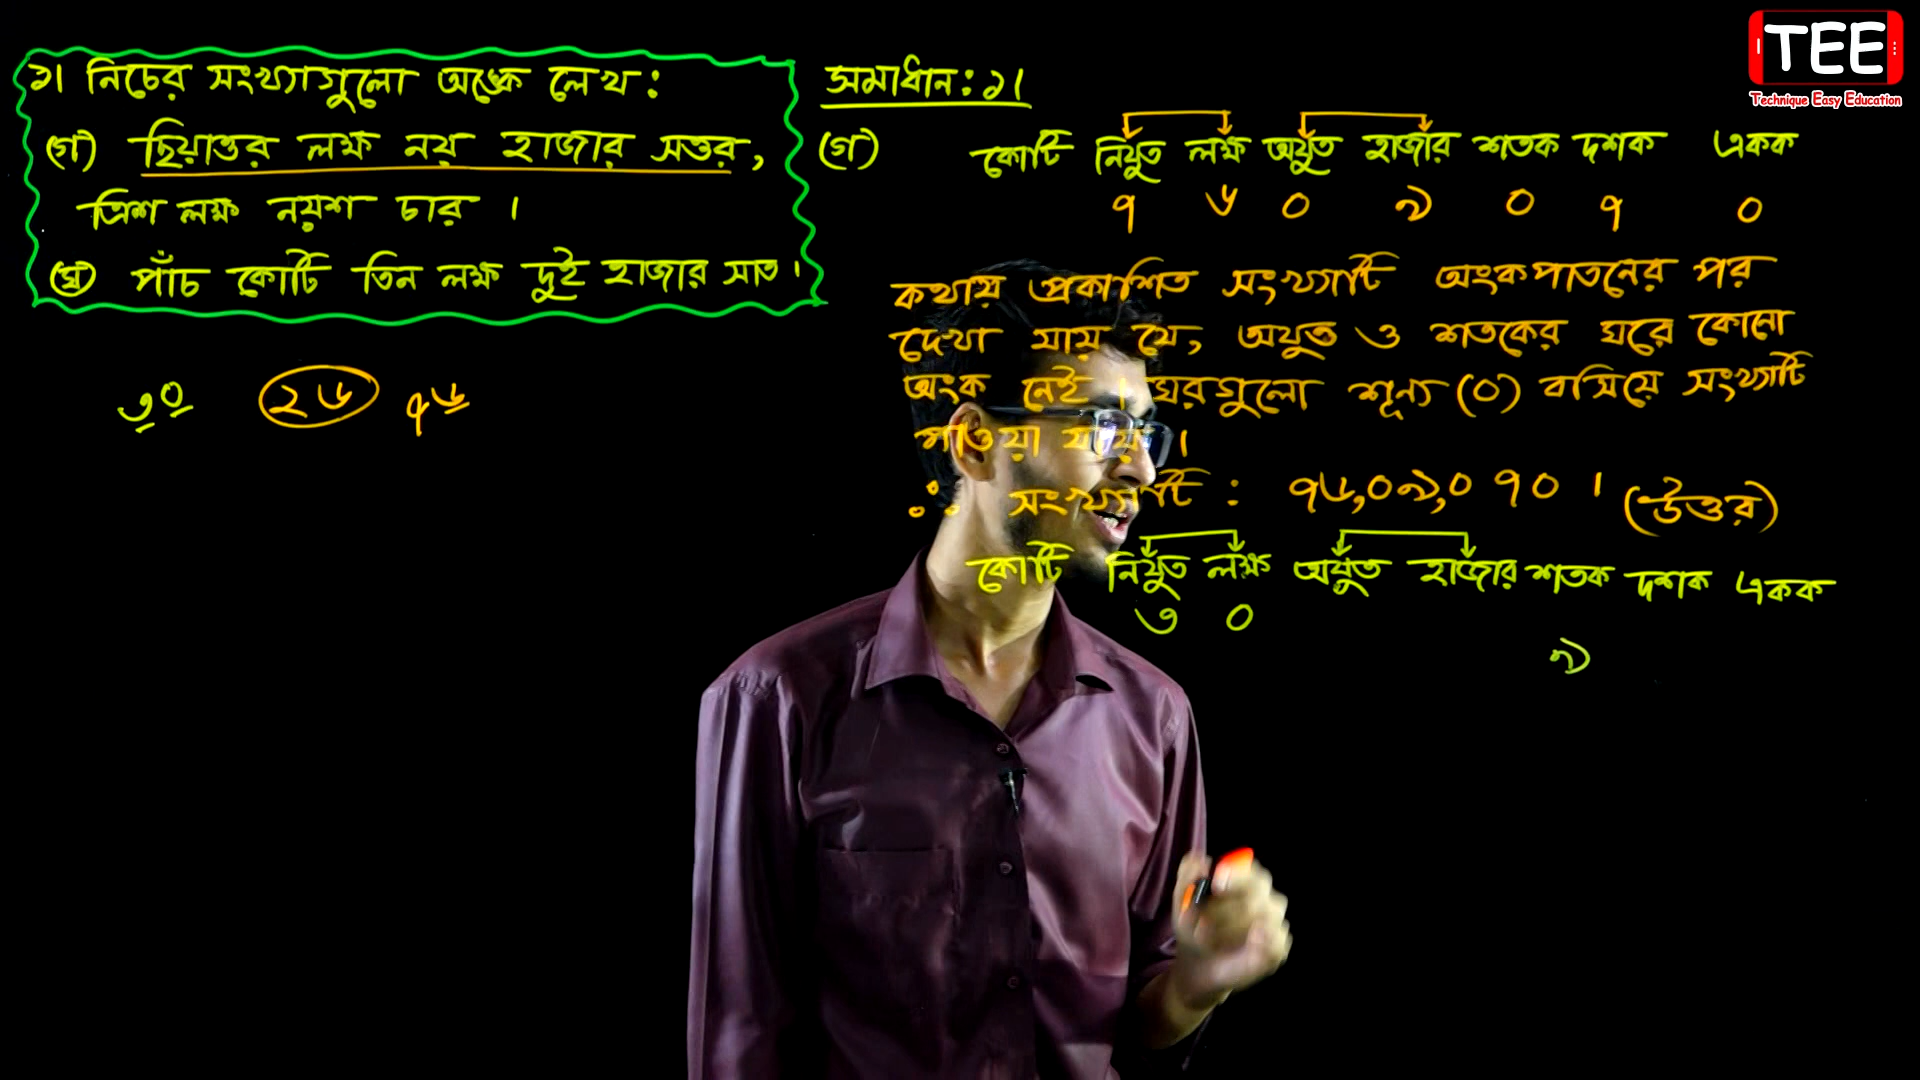 ১। নিচের সংখ্যাগুলো অঙ্কে লেখ:
(গ) ছিয়াত্তর লক্ষ নয় হাজার সত্তর,
ত্রিশ লক্ষ নয়শ চার ।
(ঘ) পাঁচ কোটি তিন লক্ষ দুই হাজার সাত ।
৩০ ২৬ ৭৬
সমাধান: ১।
(গ) কোটি নিযুত লক্ষ অযুত হাজার শতক দশক একক
৭ ৬ ০ ৯ ০ ৭ ০
কথায় প্রকাশিত সংখ্যাটি অংকপাতনের পর
দেখা যায় যে, অযুত ও শতকের ঘরে কোনো
অংক নেই । ঘরগুলো শূন্য (০) বসিয়ে সংখ্যাটি
পাওয়া যায় ।
∴ সংখ্যাটি : ৭৬,০৯,০৭০ । (উত্তর)
কোটি নিযুত লক্ষ অযুত হাজার শতক দশক একক
৩ ০
৯
TEE
Technique Easy Education